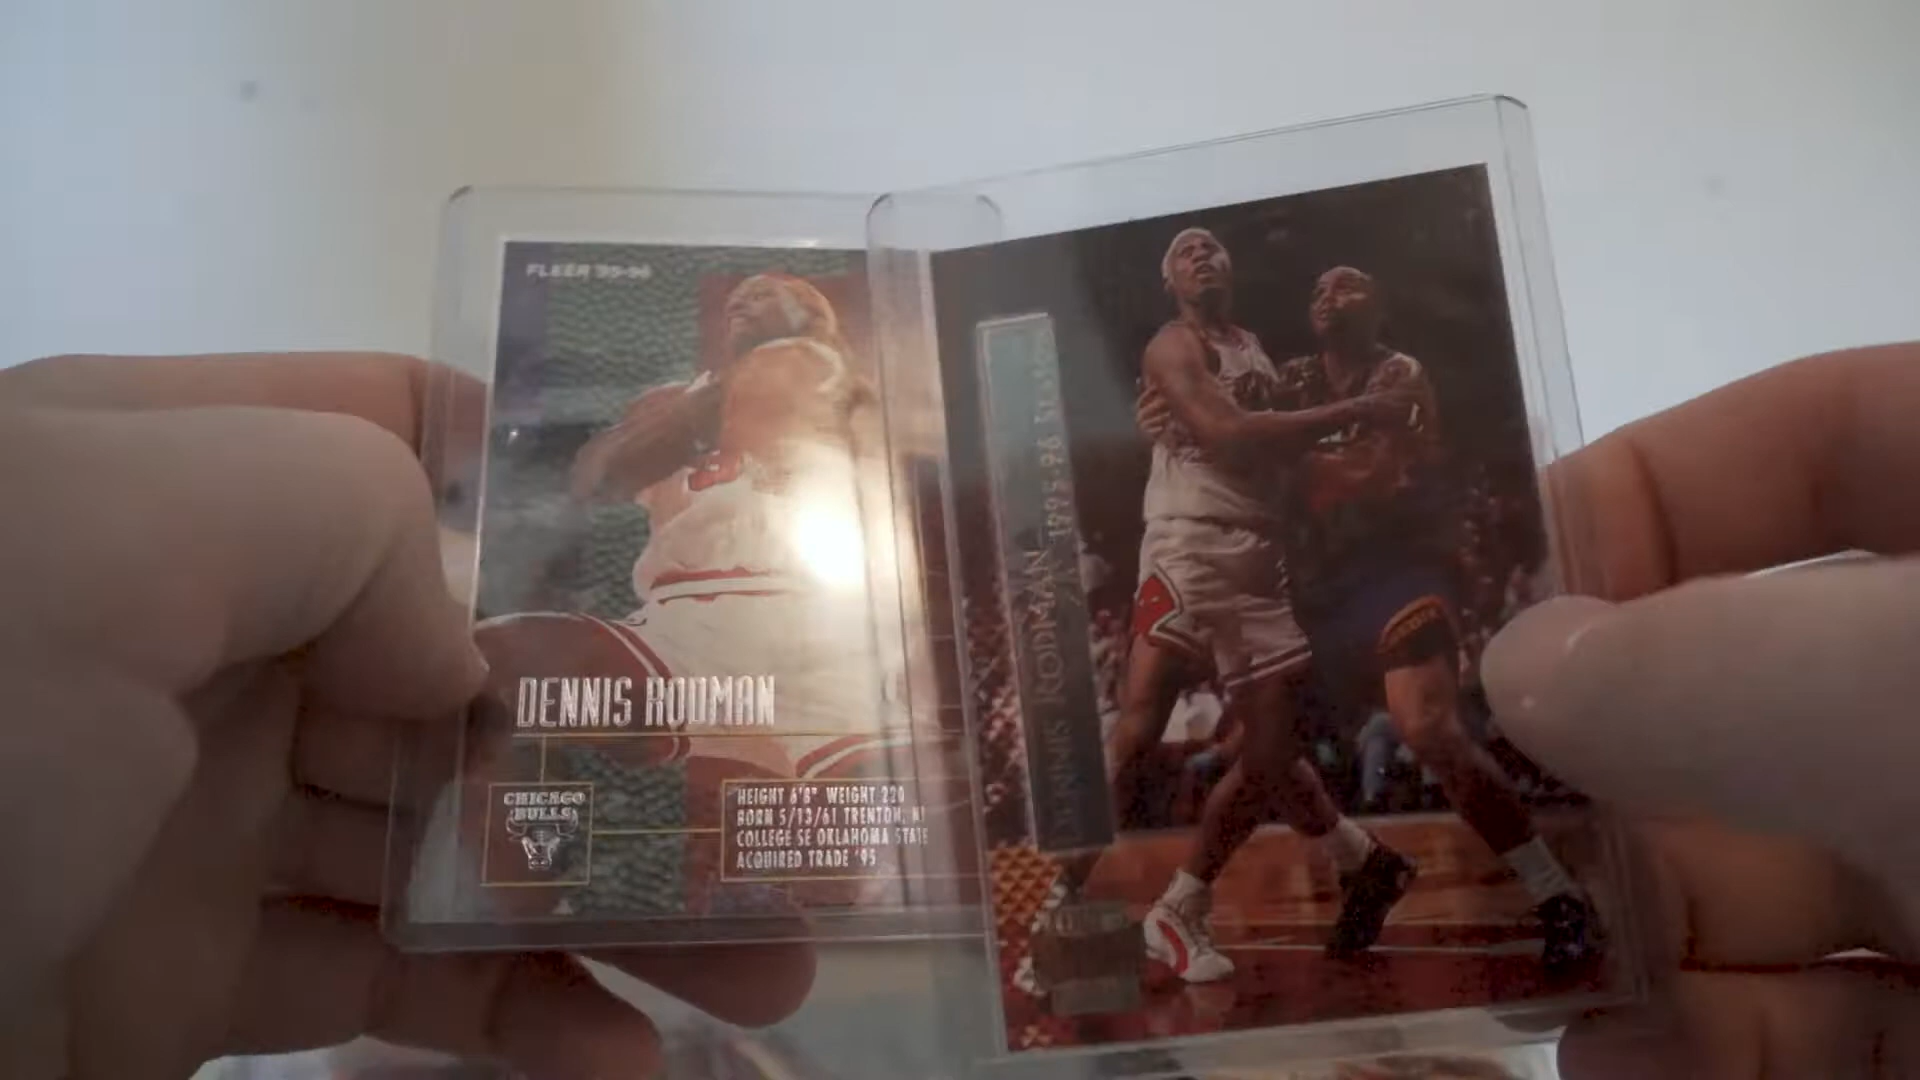 FLEER '95-96
DENNIS RODMAN
CHICAGO
BULLS
HEIGHT 6'8" WEIGHT 220
BORN 5/13/61 TRENTON, NJ
COLLEGE SE OKLAHOMA STATE
ACQUIRED TRADE '95
DENNIS RODMAN 1995-96